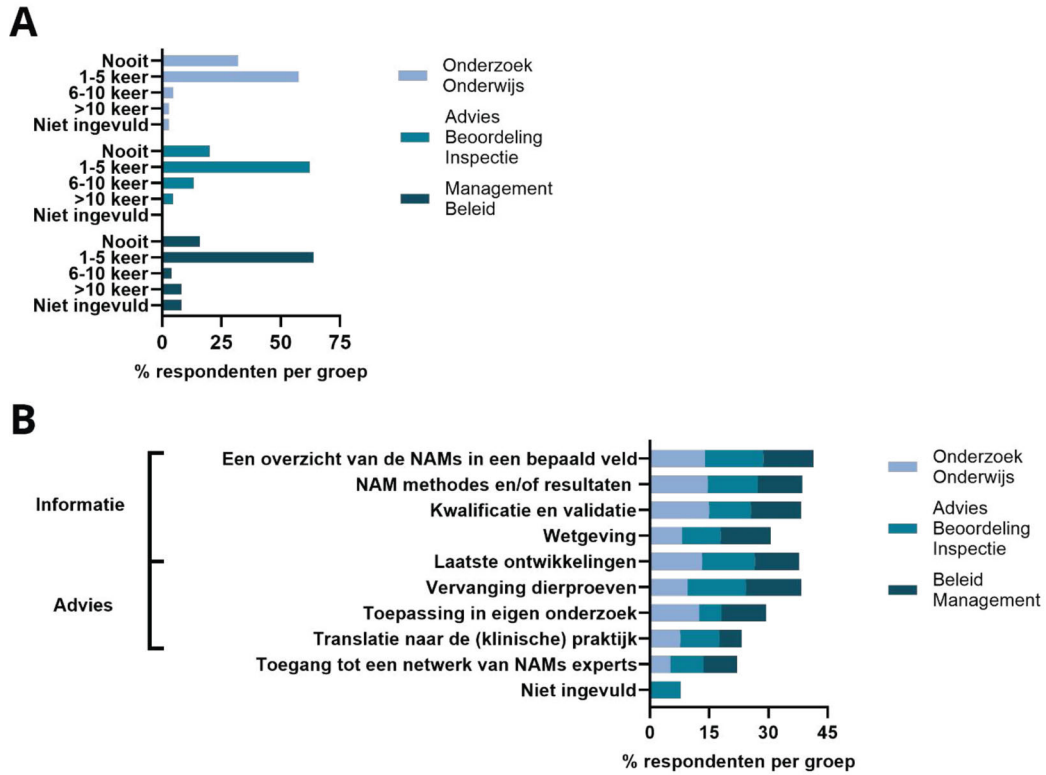 A
Nooit
1-5 keer
6-10 keer
>10 keer
Niet ingevuld
Nooit
1-5 keer
6-10 keer
>10 keer
Niet ingevuld
Nooit
1-5 keer
6-10 keer
>10 keer
Niet ingevuld
0 25 50 75
% respondenten per groep
Onderzoek
Onderwijs
Advies
Beoordeling
Inspectie
Management
Beleid
B
Informatie
Advies
Een overzicht van de NAMs in een bepaald veld
NAM methodes en/of resultaten
Kwalificatie en validatie
Wetgeving
Laatste ontwikkelingen
Vervanging dierproeven
Toepassing in eigen onderzoek
Translatie naar de (klinische) praktijk
Toegang tot een netwerk van NAMs experts
Niet ingevuld
0 15 30 45
% respondenten per groep
Onderzoek
Onderwijs
Advies
Beoordeling
Inspectie
Beleid
Management